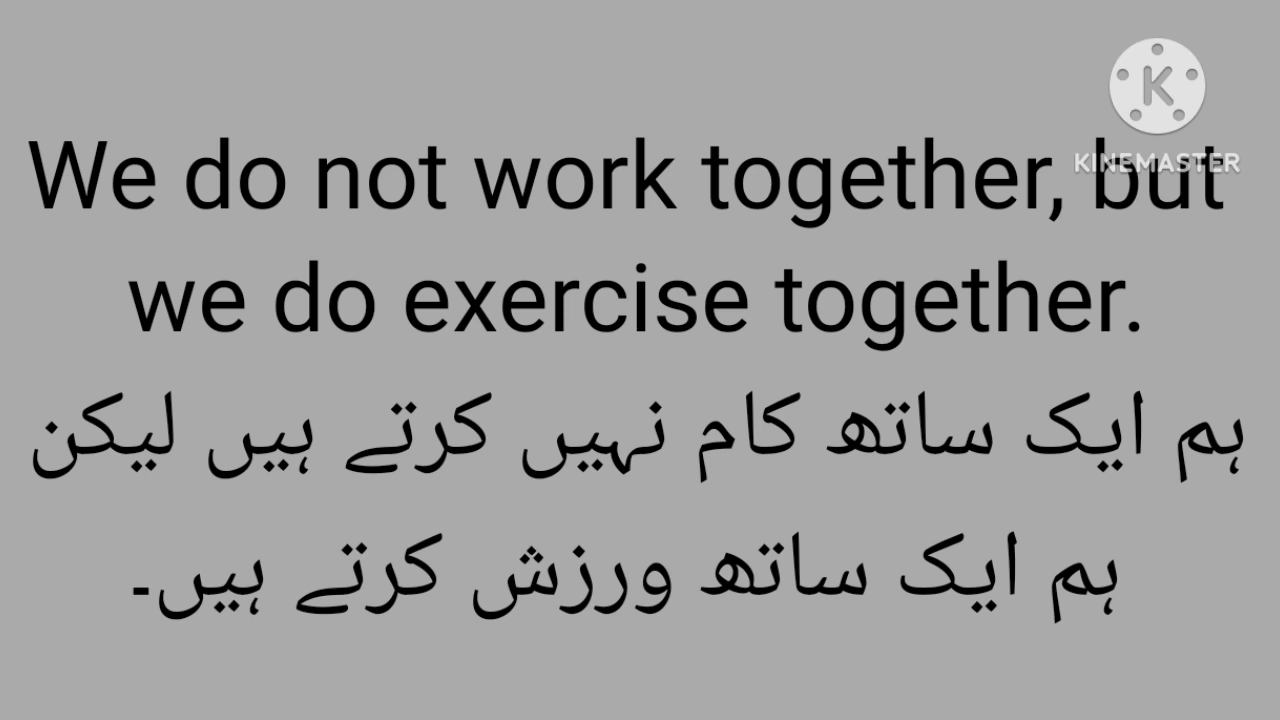 K
KINEMASTER
We do not work together, but
we do exercise together.
ہم ایک ساتھ کام نہیں کرتے ہیں لیکن
ہم ایک ساتھ ورزش کرتے ہیں۔